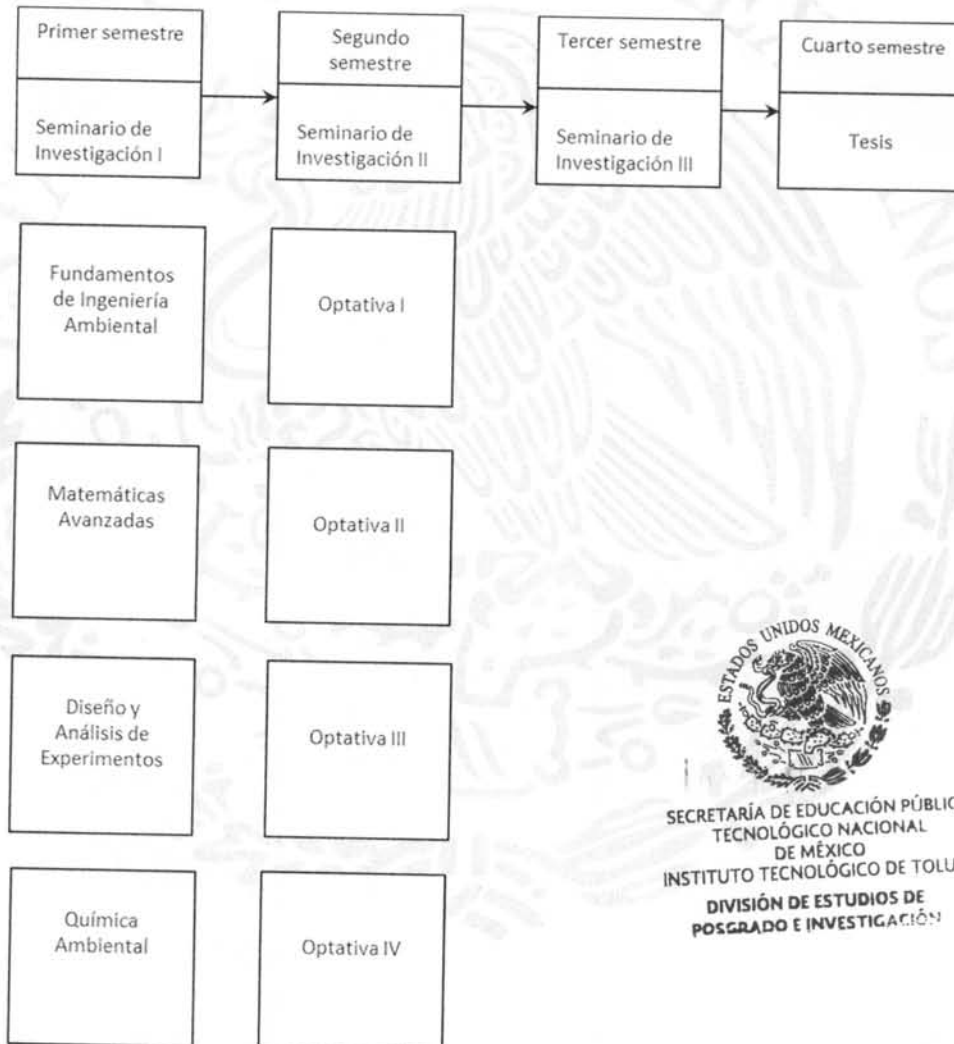 Primer semestre
Seminario de
Investigación I
Segundo
semestre
Seminario de
Investigación II
Tercer semestre
Seminario de
Investigación III
Cuarto semestre
Tesis
Fundamentos
de Ingeniería
Ambiental
Optativa I
Matemáticas
Avanzadas
Optativa II
Diseño y
Análisis de
Experimentos
Optativa III
Química
Ambiental
Optativa IV
ESTADOS UNIDOS MEXICANOS
SECRETARÍA DE EDUCACIÓN PÚBLIC
TECNOLÓGICO NACIONAL
DE MÉXICO
INSTITUTO TECNOLÓGICO DE TOLU
DIVISIÓN DE ESTUDIOS DE
POSGRADO E INVESTIGACIÓN